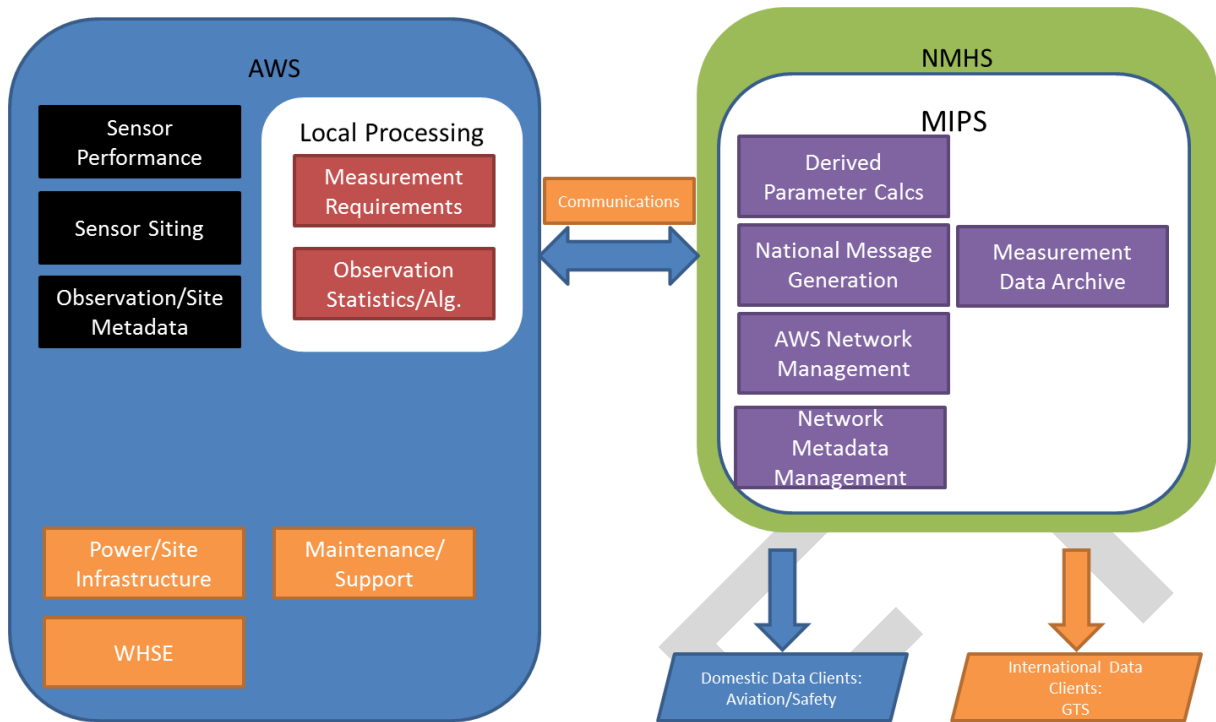 AWS
Sensor
Performance
Sensor Siting
Observation/Site
Metadata
Local Processing
Measurement
Requirements
Observation
Statistics/Alg.
Power/Site
Infrastructure
Maintenance/
Support
WHSE
Communications
NMHS
MIPS
Derived
Parameter Calcs
National Message
Generation
Measurement
Data Archive
AWS Network
Management
Network
Metadata
Management
Domestic Data Clients:
Aviation/Safety
International Data
Clients:
GTS